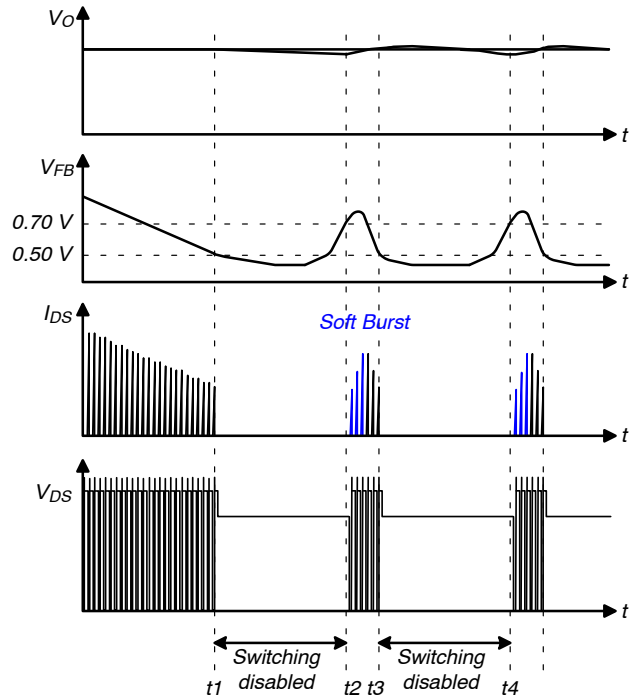 VO
t
VFB
0.70 V
0.50 V
t
IDS
Soft Burst
t
VDS
t
Switching
disabled
Switching
disabled
t1
t2 t3
t4